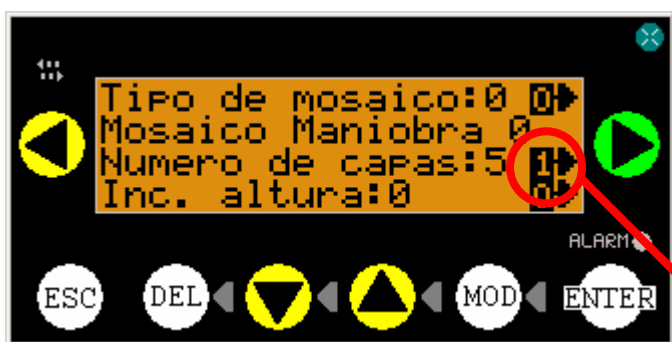 Tipo de mosaico:0 0
Mosaico Maniobra 0
Numero de capas:5 1
Inc. altura:0 0
ALARM
ESC DEL MOD ENTER